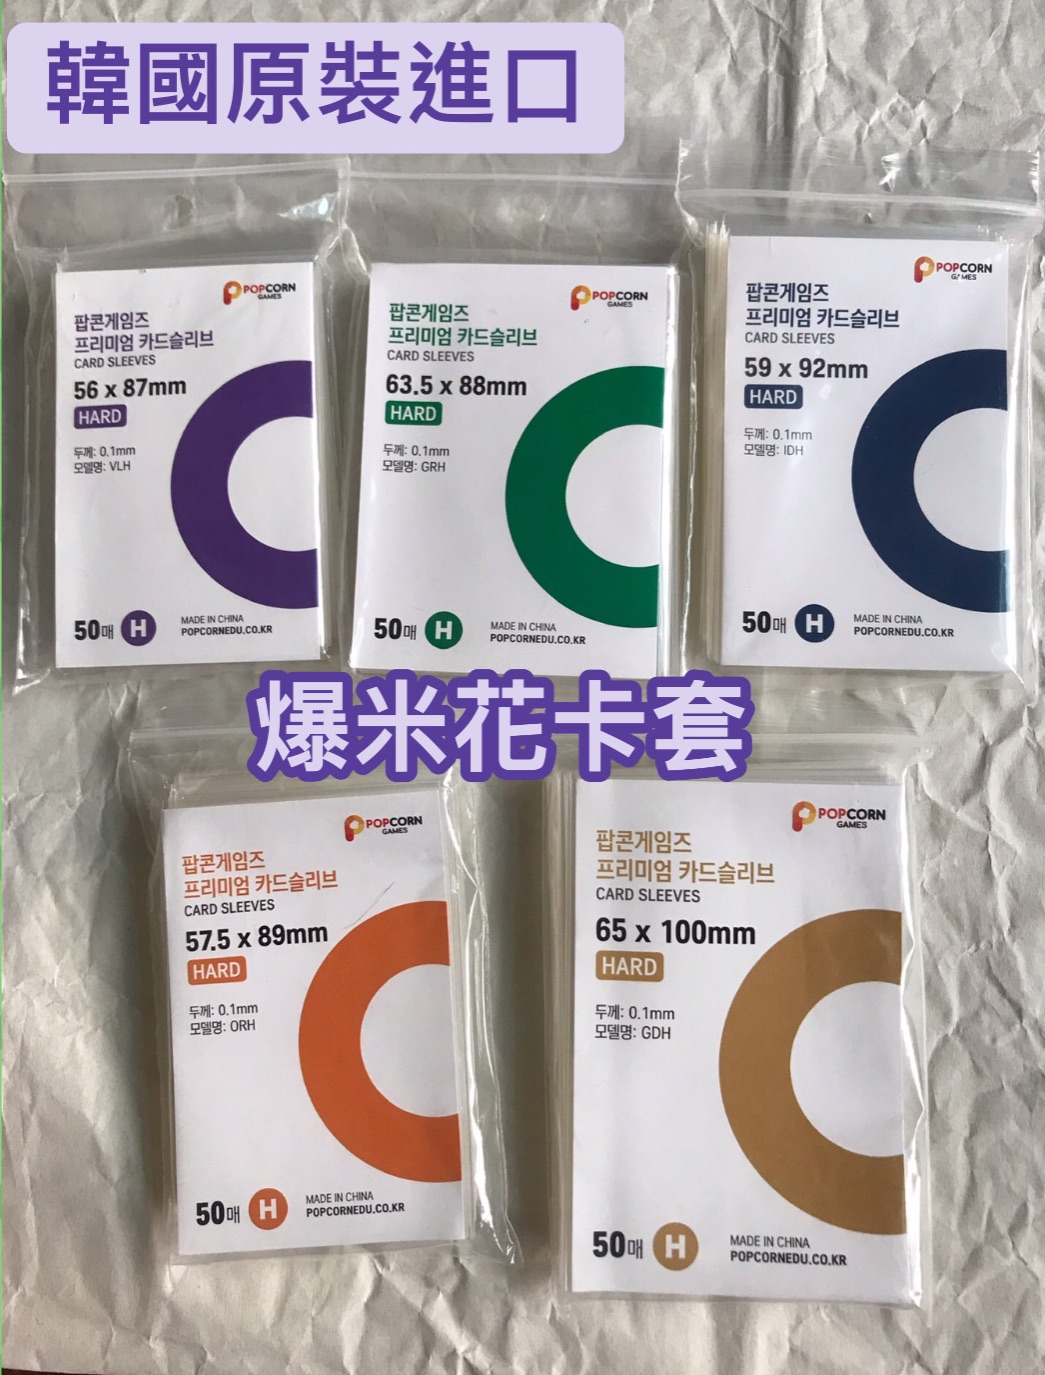 韓國原裝進口
POPCORN
GAMES
팝콘게임즈
프리미엄 카드슬리브
CARD SLEEVES
56 x 87mm
HARD
두께: 0.1mm
모델명: VLH
50매 H
MADE IN CHINA
POPCORNEDU.CO.KR
POPCORN
GAMES
팝콘게임즈
프리미엄 카드슬리브
CARD SLEEVES
63.5 x 88mm
HARD
두께: 0.1mm
모델명: GRH
50매 H
MADE IN CHINA
POPCORNEDU.CO.KR
POPCORN
GAMES
팝콘게임즈
프리미엄 카드슬리브
CARD SLEEVES
59 x 92mm
HARD
두께: 0.1mm
모델명: IDH
50매 H
MADE IN CHINA
POPCORNEDU.CO.KR
爆米花卡套
POPCORN
GAMES
팝콘게임즈
프리미엄 카드슬리브
CARD SLEEVES
57.5 x 89mm
HARD
두께: 0.1mm
모델명: ORH
50매 H
MADE IN CHINA
POPCORNEDU.CO.KR
POPCORN
GAMES
팝콘게임즈
프리미엄 카드슬리브
CARD SLEEVES
65 x 100mm
HARD
두께: 0.1mm
모델명: GDH
50매 H
MADE IN CHINA
POPCORNEDU.CO.KR